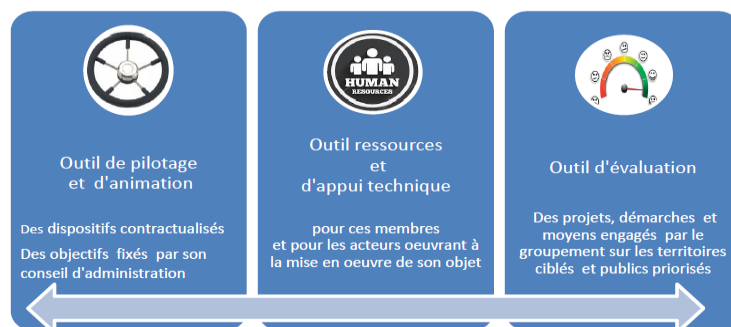 Outil de pilotage
et d'animation
Des dispositifs contractualisés
Des objectifs fixés par son
conseil d'administration
HUMAN
RESOURCES
Outil ressources
et
d'appui technique
pour ces membres
et pour les acteurs oeuvrant à
la mise en oeuvre de son objet
Outil d'évaluation
Des projets, démarches et
moyens engagés par le
groupement sur les territoires
ciblés et publics priorisés